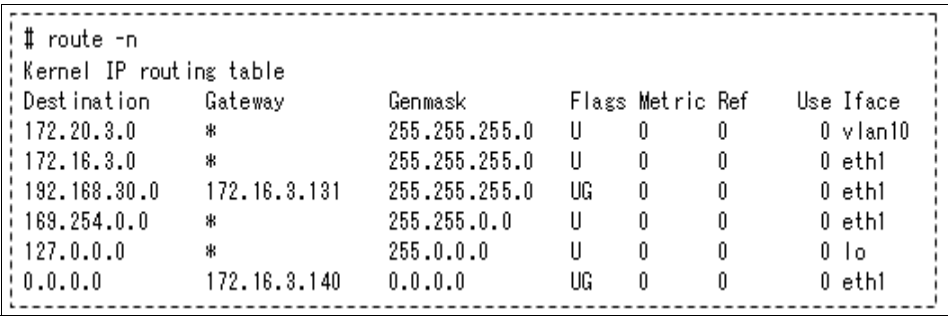 # route -n
Kernel IP routing table
Destination Gateway Genmask Flags Metric Ref Use Iface
172.20.3.0 * 255.255.255.0 U 0 0 0 vlan10
172.16.3.0 * 255.255.255.0 U 0 0 0 eth1
192.168.30.0 172.16.3.131 255.255.255.0 UG 0 0 0 eth1
169.254.0.0 * 255.255.0.0 U 0 0 0 eth1
127.0.0.0 * 255.0.0.0 U 0 0 0 lo
0.0.0.0 172.16.3.140 0.0.0.0 UG 0 0 0 eth1